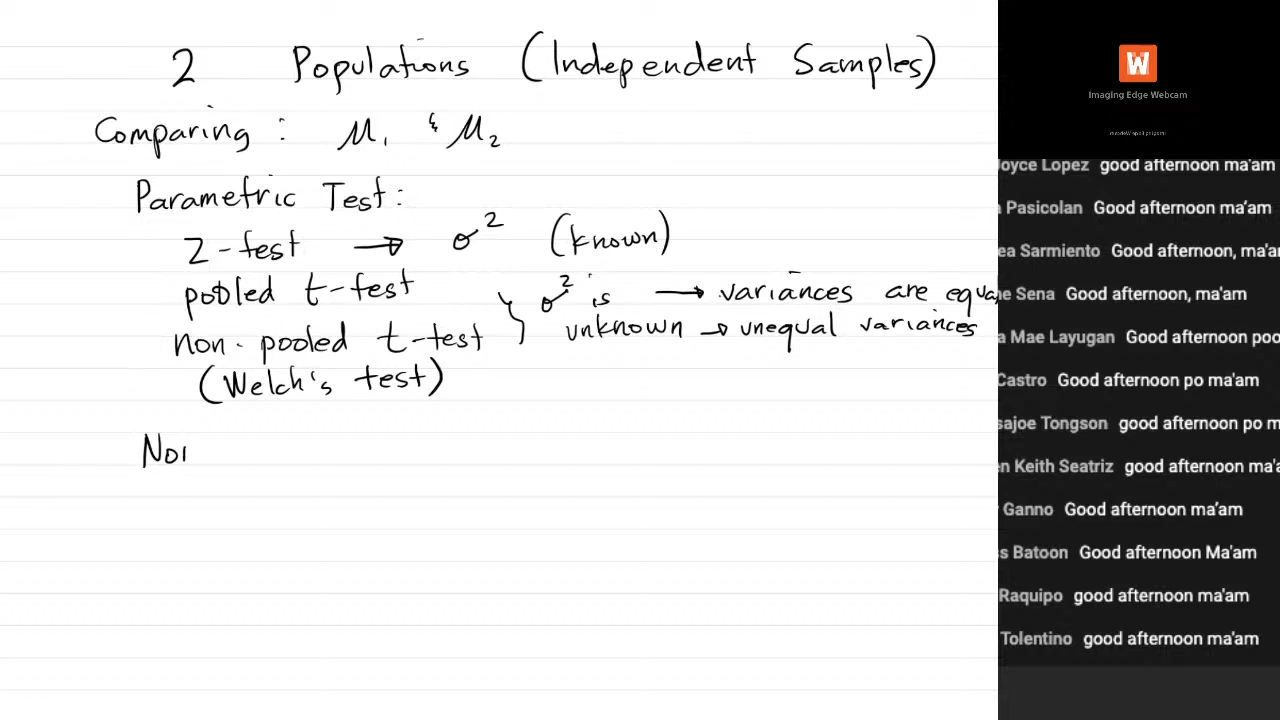 2 Populations (Independent Samples)
Comparing : μ₁ & μ₂
Parametric Test :
Z-test → σ² (known)
pooled t-test } σ² is → variances are equa
non-pooled t-test unknown → unequal variances
(Welch's test)
Non
W
Imaging Edge Webcam
Joyce Lopez good afternoon ma'am
a Pasicolan Good afternoon ma'am
ea Sarmiento Good afternoon, ma'am
e Sena Good afternoon, ma'am
a Mae Layugan Good afternoon poo
Castro Good afternoon po ma'am
sajoe Tongson good afternoon po m
n Keith Seatriz good afternoon ma'a
Ganno Good afternoon ma'am
s Batoon Good afternoon Ma'am
Raquipo good afternoon ma'am
Tolentino good afternoon ma'am